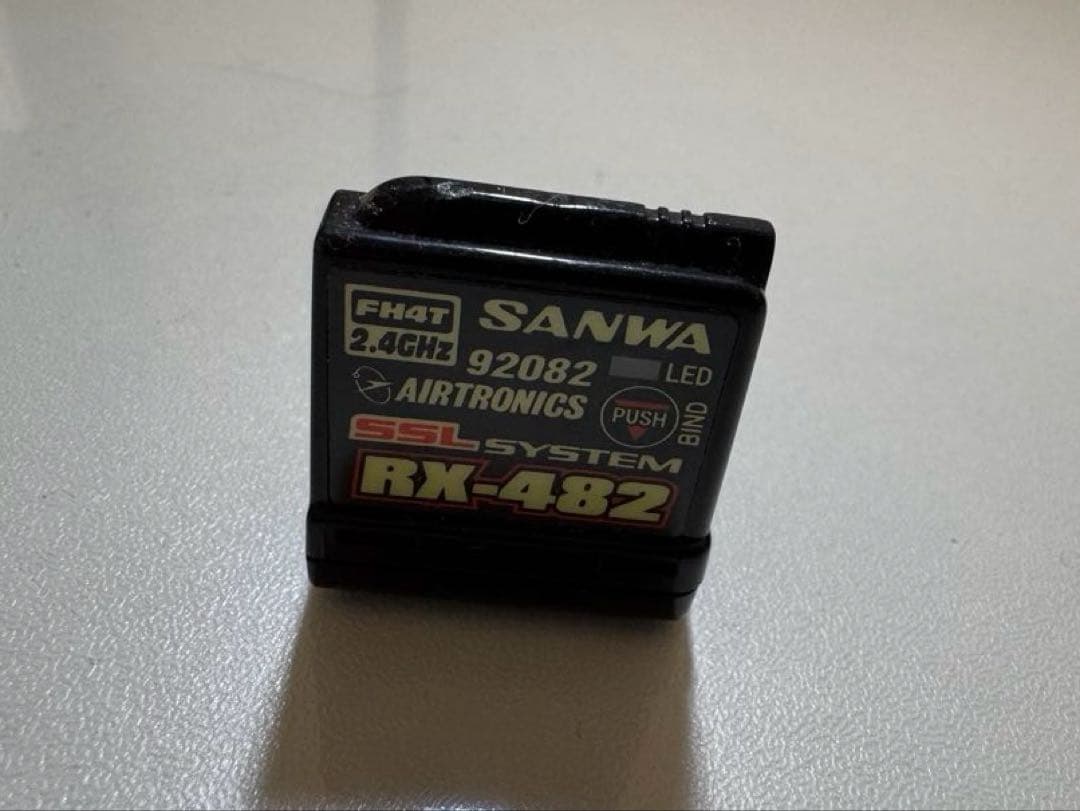 FH4T
2.4GHz
SANWA
92082
LED
AIRTRONICS
PUSH
BIND
SSL SYSTEM
RX-482